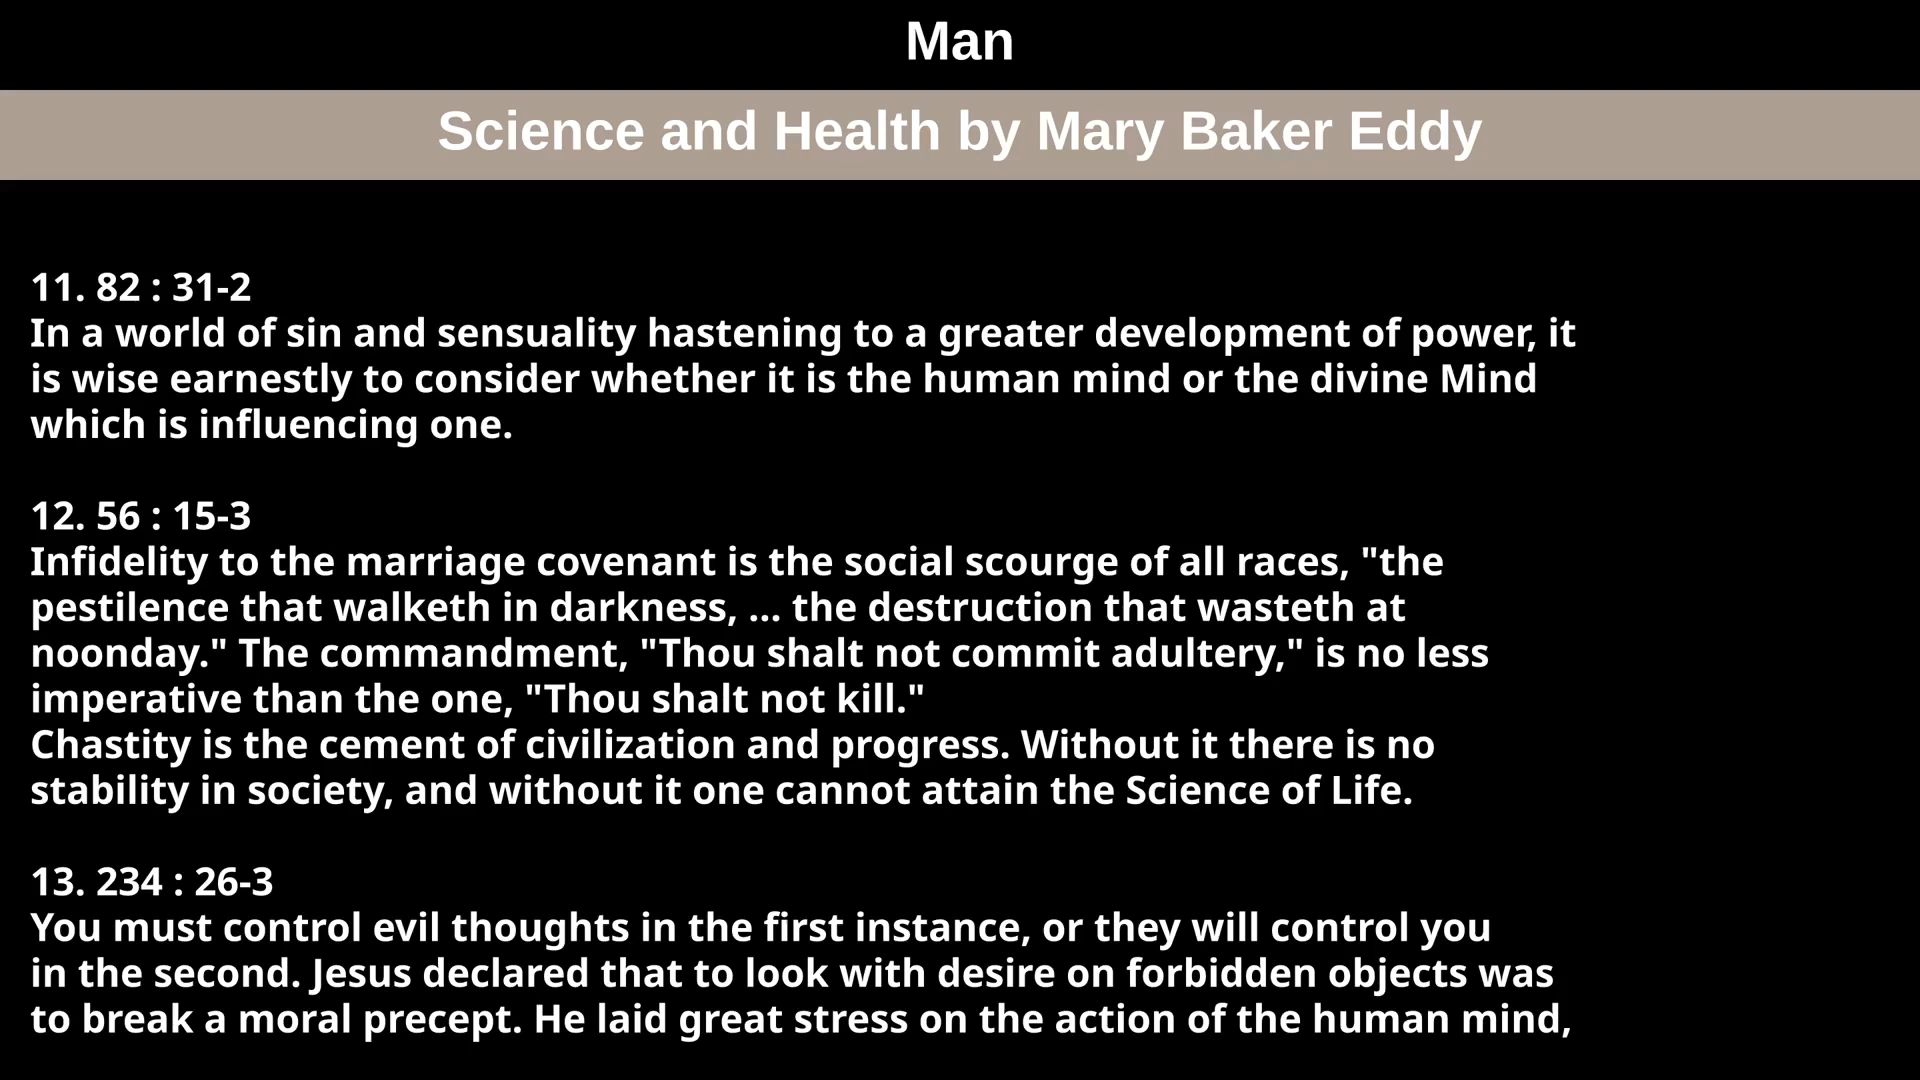 Man
Science and Health by Mary Baker Eddy
11. 82 : 31-2
In a world of sin and sensuality hastening to a greater development of power, it
is wise earnestly to consider whether it is the human mind or the divine Mind
which is influencing one.
12. 56 : 15-3
Infidelity to the marriage covenant is the social scourge of all races, "the
pestilence that walketh in darkness, ... the destruction that wasteth at
noonday." The commandment, "Thou shalt not commit adultery," is no less
imperative than the one, "Thou shalt not kill."
Chastity is the cement of civilization and progress. Without it there is no
stability in society, and without it one cannot attain the Science of Life.
13. 234 : 26-3
You must control evil thoughts in the first instance, or they will control you
in the second. Jesus declared that to look with desire on forbidden objects was
to break a moral precept. He laid great stress on the action of the human mind,